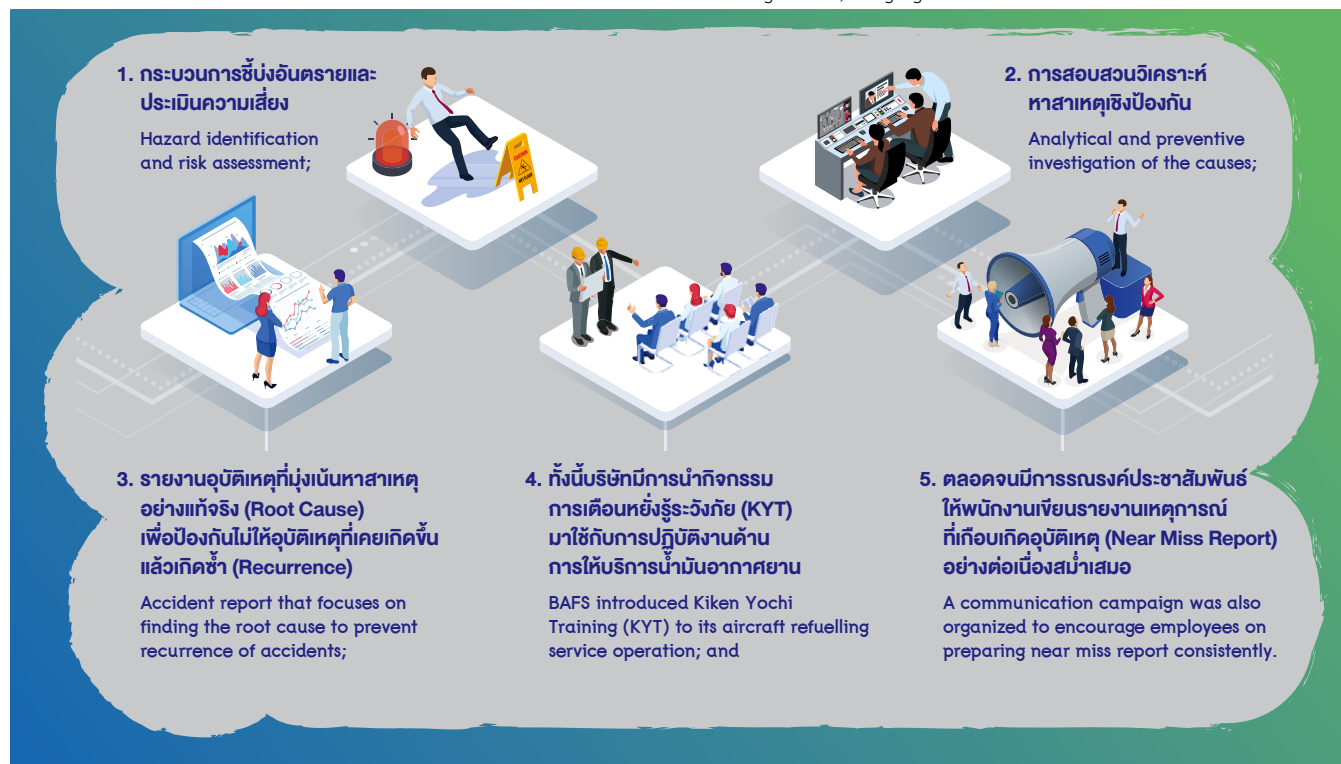 1. กระบวนการชี้บ่งอันตรายและ
ประเมินความเสี่ยง
Hazard identification
and risk assessment;
2. การสอบสวนวิเคราะห์
หาสาเหตุเชิงป้องกัน
Analytical and preventive
investigation of the causes;
CAUTION
3. รายงานอุบัติเหตุที่มุ่งเน้นหาสาเหตุ
อย่างแท้จริง (Root Cause)
เพื่อป้องกันไม่ให้อุบัติเหตุที่เคยเกิดขึ้น
แล้วเกิดซ้ำ (Recurrence)
Accident report that focuses on
finding the root cause to prevent
recurrence of accidents;
4. ทั้งนี้บริษัทมีการนำกิจกรรม
การเตือนหยั่งรู้ระวังภัย (KYT)
มาใช้กับการปฏิบัติงานด้าน
การให้บริการน้ำมันอากาศยาน
BAFS introduced Kiken Yochi
Training (KYT) to its aircraft refuelling
service operation; and
5. ตลอดจนมีการรณรงค์ประชาสัมพันธ์
ให้พนักงานเขียนรายงานเหตุการณ์
ที่เกือบเกิดอุบัติเหตุ (Near Miss Report)
อย่างต่อเนื่องสม่ำเสมอ
A communication campaign was also
organized to encourage employees on
preparing near miss report consistently.